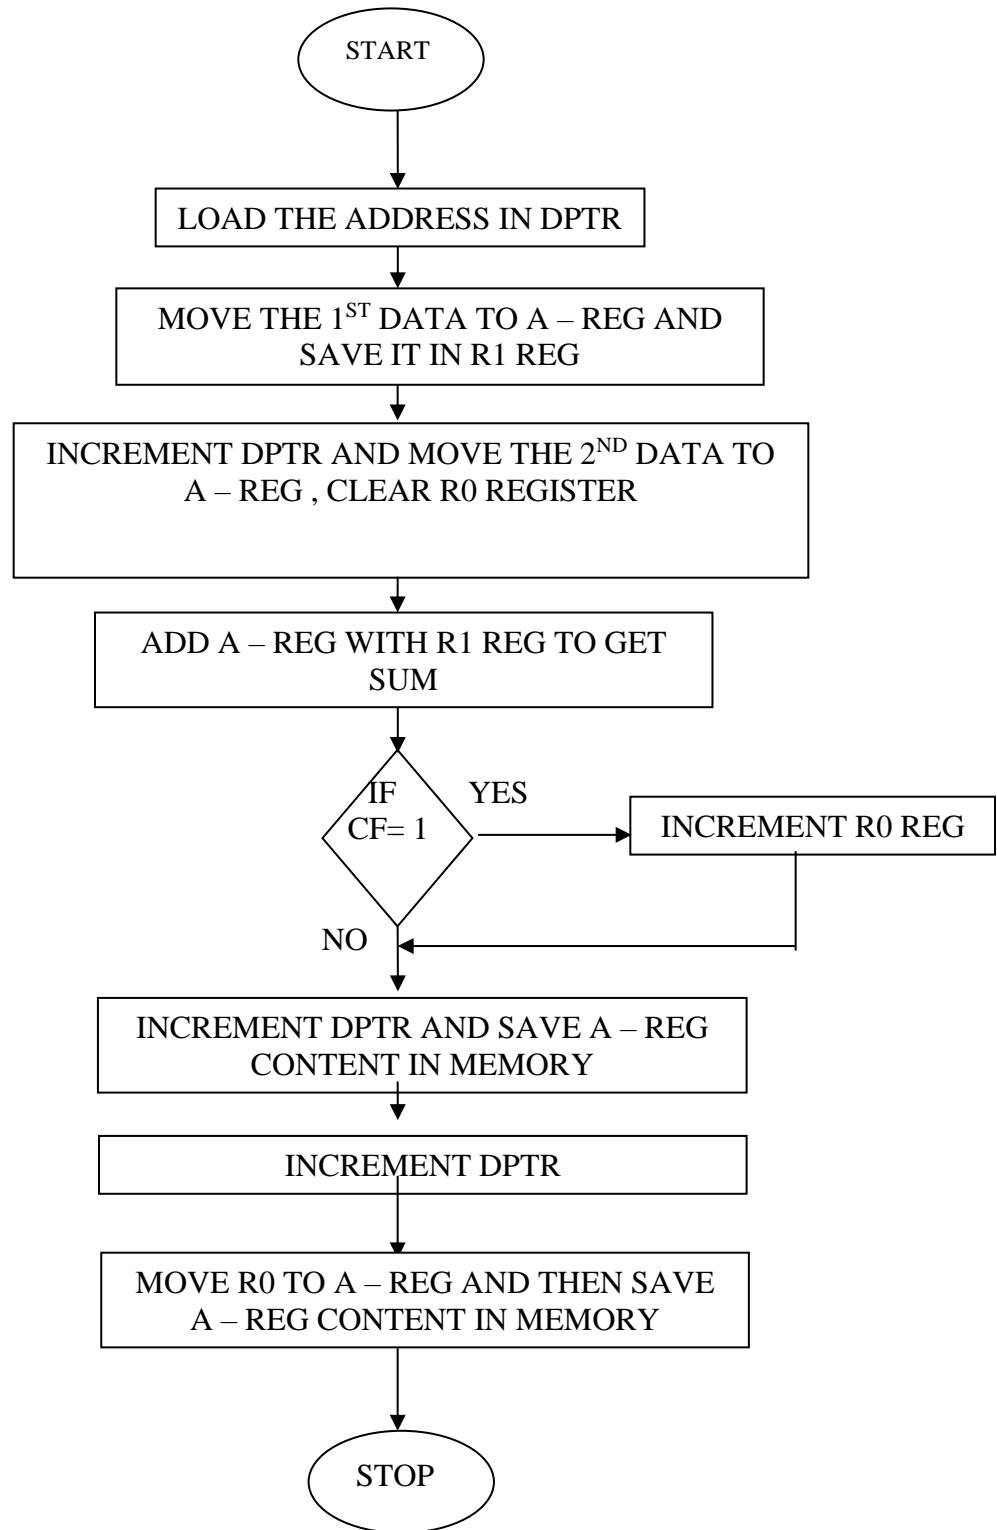 START
LOAD THE ADDRESS IN DPTR
MOVE THE 1ST DATA TO A – REG AND
SAVE IT IN R1 REG
INCREMENT DPTR AND MOVE THE 2ND DATA TO
A – REG , CLEAR R0 REGISTER
ADD A – REG WITH R1 REG TO GET
SUM
IF
CF= 1
YES
INCREMENT R0 REG
NO
INCREMENT DPTR AND SAVE A – REG
CONTENT IN MEMORY
INCREMENT DPTR
MOVE R0 TO A – REG AND THEN SAVE
A – REG CONTENT IN MEMORY
STOP